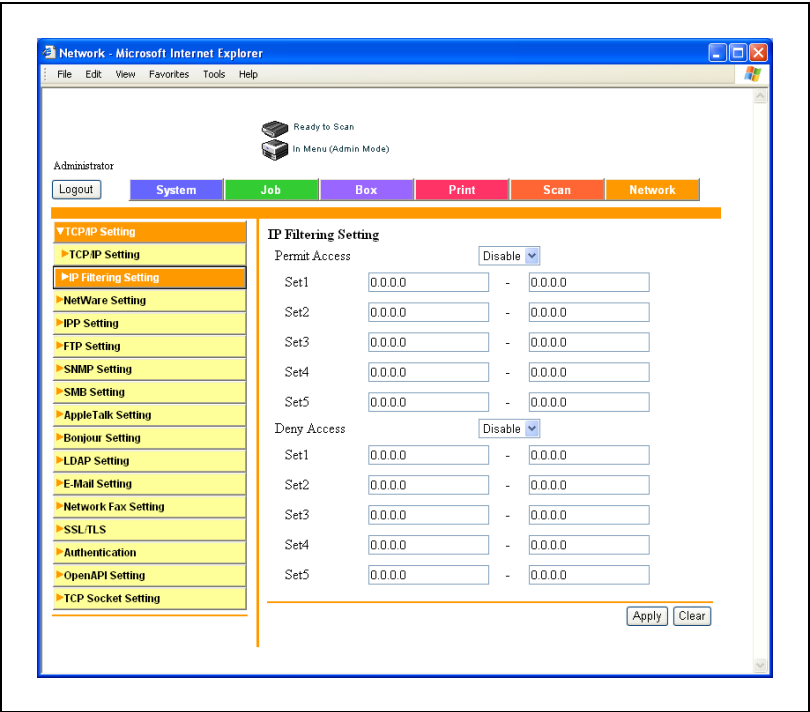 Network - Microsoft Internet Explorer
File Edit View Favorites Tools Help
Ready to Scan
In Menu (Admin Mode)
Administrator
Logout System Job Box Print Scan Network
TCP/IP Setting
TCP/IP Setting
IP Filtering Setting
NetWare Setting
IPP Setting
FTP Setting
SNMP Setting
SMB Setting
AppleTalk Setting
Bonjour Setting
LDAP Setting
E-Mail Setting
Network Fax Setting
SSL/TLS
Authentication
OpenAPI Setting
TCP Socket Setting
IP Filtering Setting
Permit Access Disable
Set1 0.0.0.0 - 0.0.0.0
Set2 0.0.0.0 - 0.0.0.0
Set3 0.0.0.0 - 0.0.0.0
Set4 0.0.0.0 - 0.0.0.0
Set5 0.0.0.0 - 0.0.0.0
Deny Access Disable
Set1 0.0.0.0 - 0.0.0.0
Set2 0.0.0.0 - 0.0.0.0
Set3 0.0.0.0 - 0.0.0.0
Set4 0.0.0.0 - 0.0.0.0
Set5 0.0.0.0 - 0.0.0.0
Apply Clear